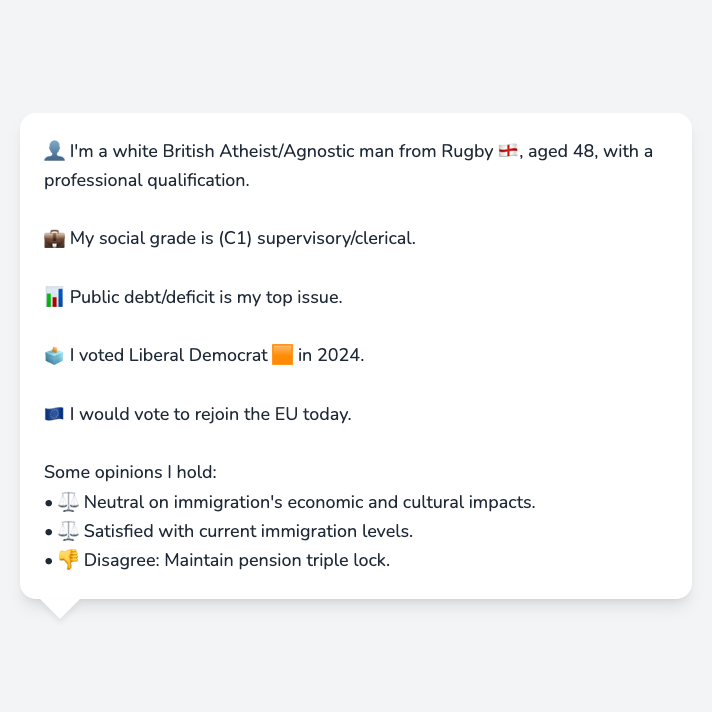 👤 I'm a white British Atheist/Agnostic man from Rugby 🏴󠁧󠁢󠁥󠁮󠁧󠁿, aged 48, with a
professional qualification.
💼 My social grade is (C1) supervisory/clerical.
📊 Public debt/deficit is my top issue.
🗳️ I voted Liberal Democrat 🟧 in 2024.
🇪🇺 I would vote to rejoin the EU today.
Some opinions I hold:
• ⚖️ Neutral on immigration's economic and cultural impacts.
• ⚖️ Satisfied with current immigration levels.
• 👎 Disagree: Maintain pension triple lock.